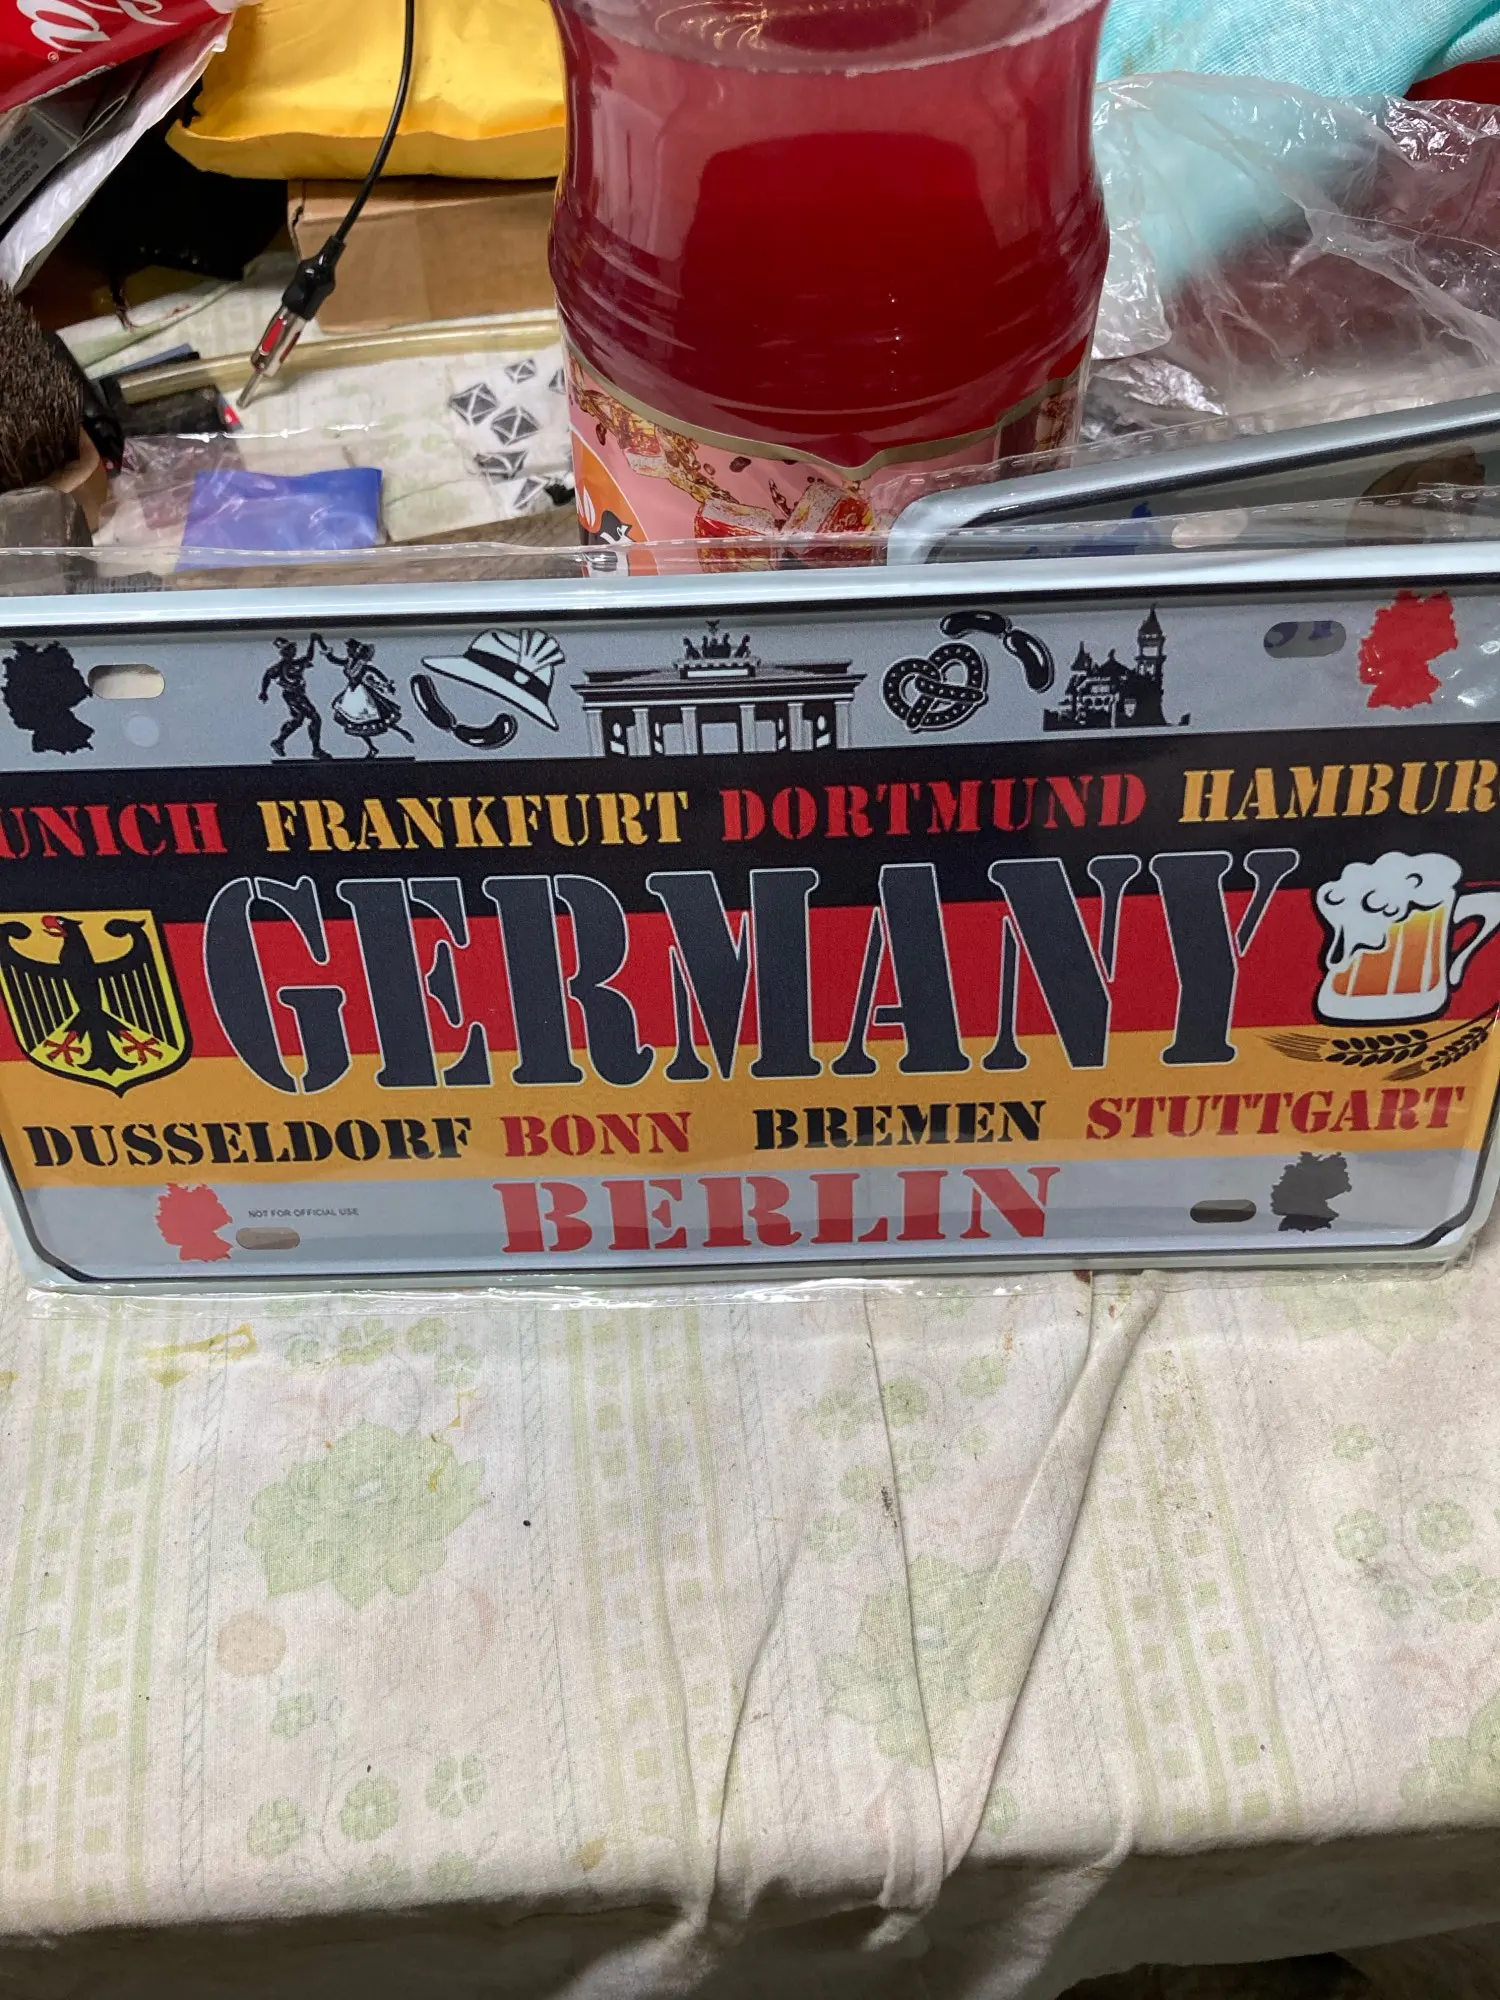 UNICH FRANKFURT DORTMUND HAMBUR
GERMANY
DUSSELDORF BONN BREMEN STUTTGART
BERLIN
NOT FOR OFFICIAL USE